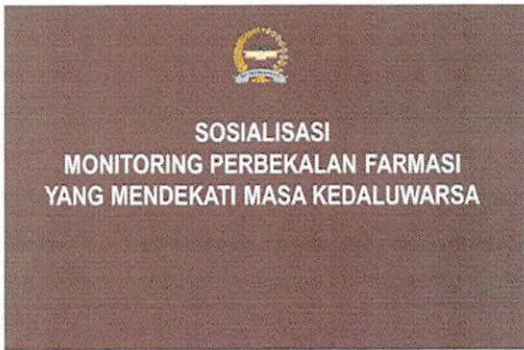 SOSIALISASI
MONITORING PERBEKALAN FARMASI
YANG MENDEKATI MASA KEDALUWARSA